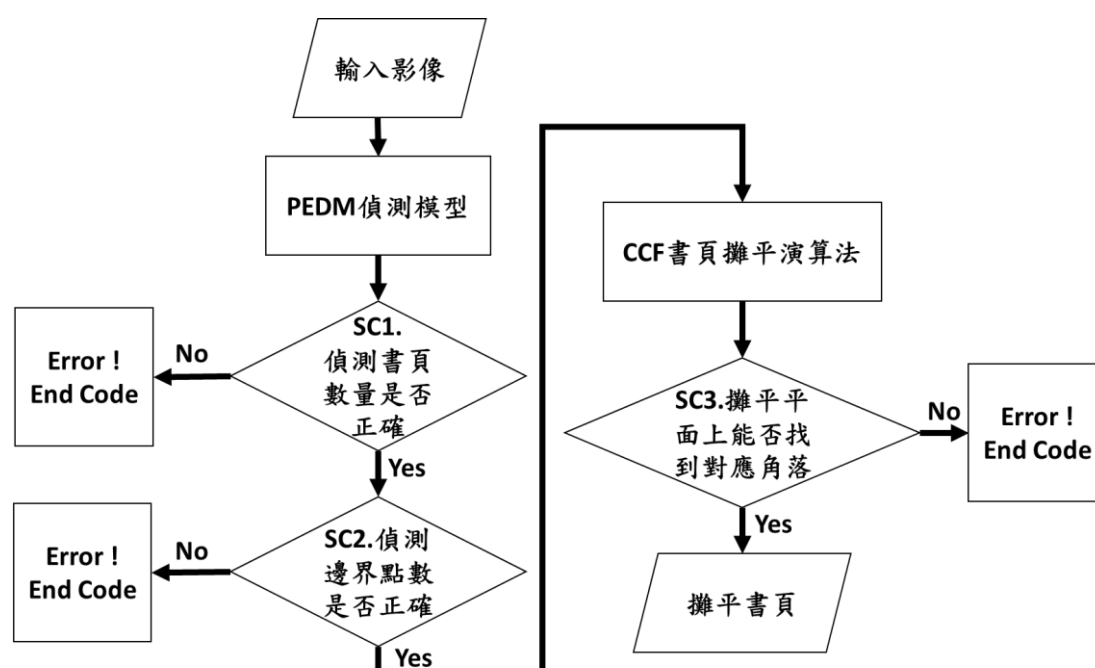 輸入影像
PEDM偵測模型
SC1.
偵測書頁
數量是否
正確
No
Error !
End Code
Yes
SC2.偵測
邊界點數
是否正確
No
Error !
End Code
Yes
CCF書頁攤平演算法
SC3.攤平平
面上能否找
到對應角落
No
Error !
End Code
Yes
攤平書頁